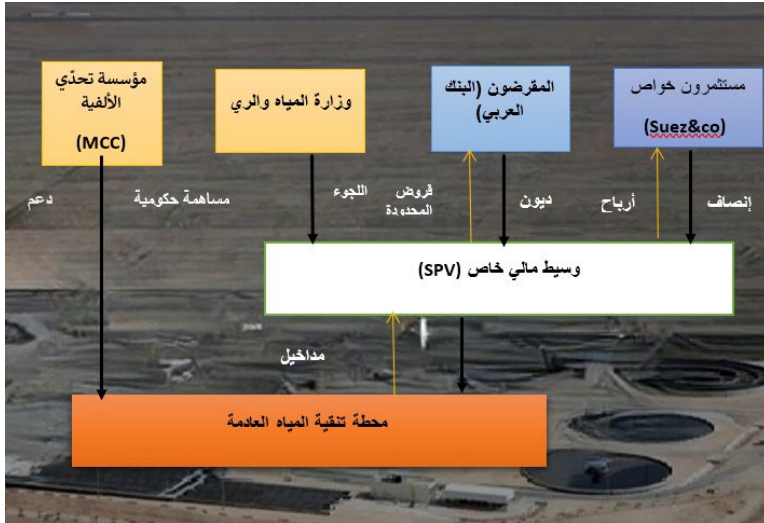 مؤسسة تحدّي
الألفية
(MCC)
وزارة المياه والري
المقرضون (البنك
العربي)
مستثمرون خواص
(Suez&co)
دعم
مساهمة حكومية
قروض اللجوء
المحدودة
ديون
أرباح
إنصاف
وسيط مالي خاص (SPV)
مداخيل
محطة تنقية المياه العادمة